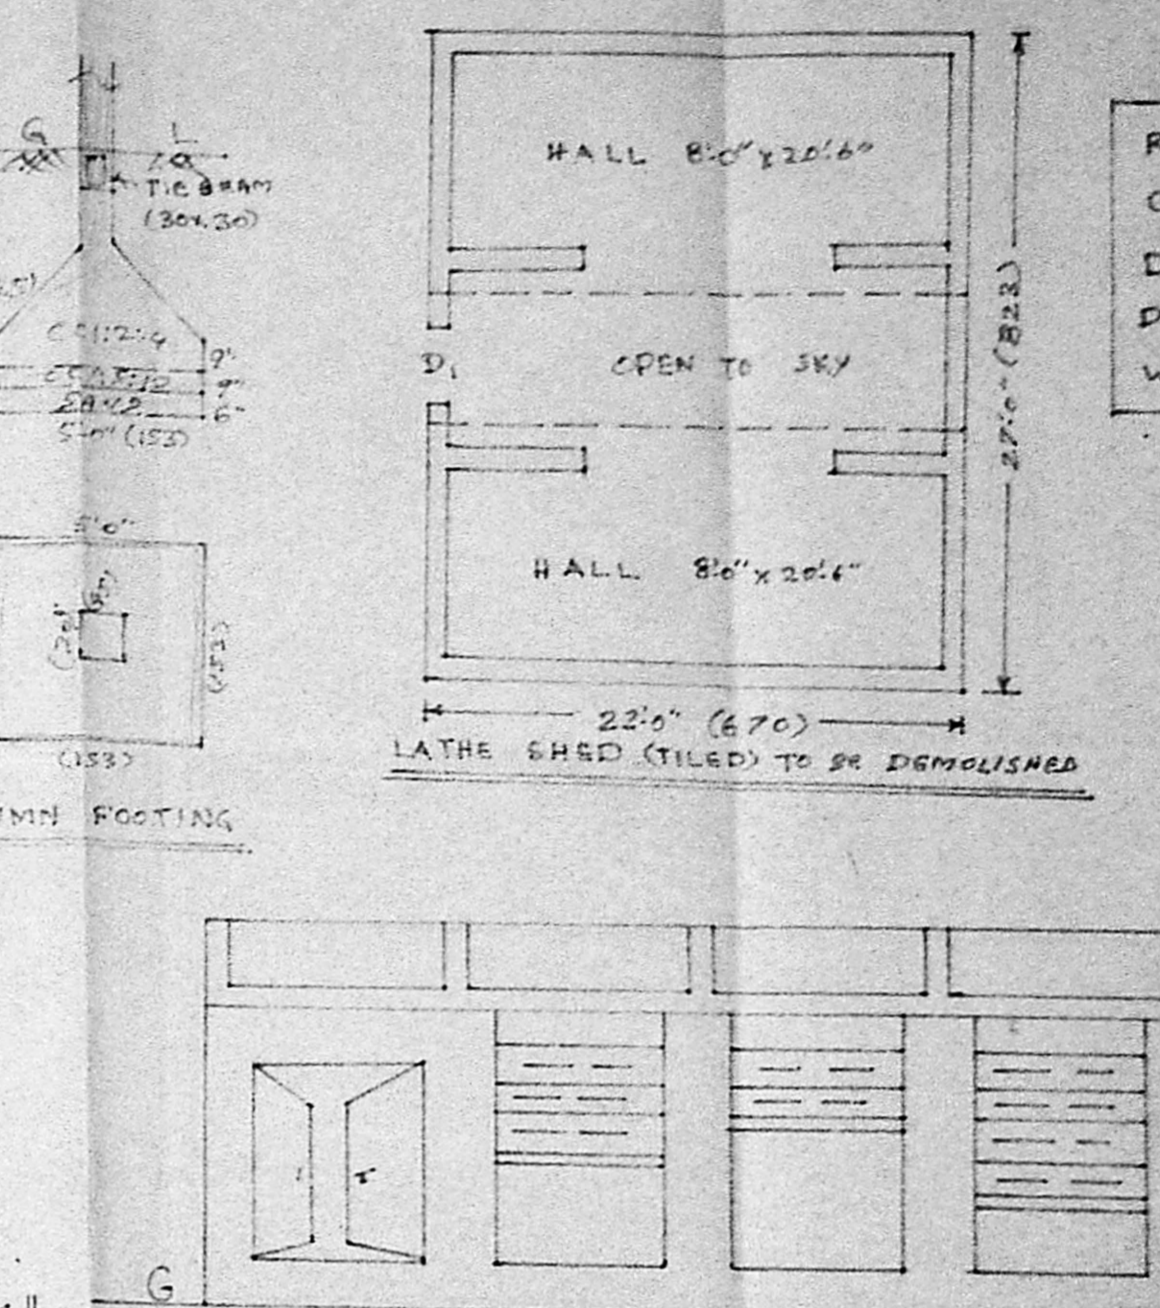 G L
TIE BEAM
(30x30)
CC 1:2:4
9"
9"
6"
5'-0" (153)
5'0"
(153)
(153)
UMN FOOTING
HALL 8'-0" x 20'-6"
D1 OPEN TO SKY
HALL 8'-0" x 20'-6"
27'-0" (823)
22'-0" (670)
LATHE SHED (TILED) TO BE DEMOLISHED
G